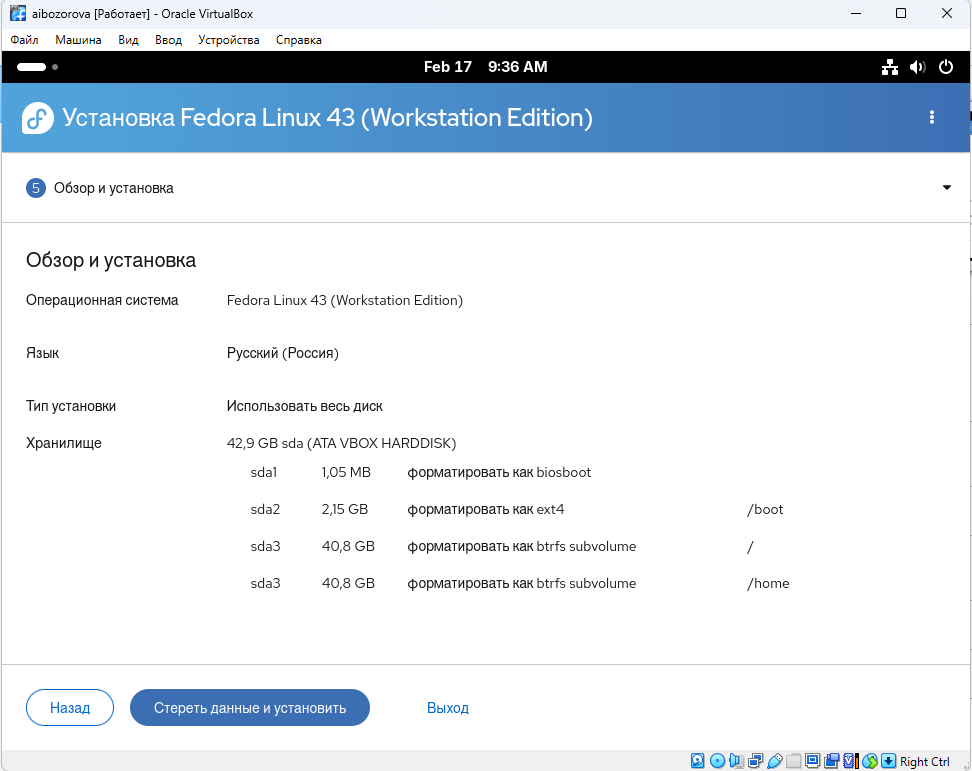 aibozorova [Работает] - Oracle VirtualBox
Файл Машина Вид Ввод Устройства Справка
Feb 17 9:36 AM
Установка Fedora Linux 43 (Workstation Edition)
5 Обзор и установка
Обзор и установка
Операционная система Fedora Linux 43 (Workstation Edition)
Язык Русский (Россия)
Тип установки Использовать весь диск
Хранилище 42,9 GB sda (ATA VBOX HARDDISK)
sda1 1,05 MB форматировать как biosboot
sda2 2,15 GB форматировать как ext4 /boot
sda3 40,8 GB форматировать как btrfs subvolume /
sda3 40,8 GB форматировать как btrfs subvolume /home
Назад Стереть данные и установить Выход
Right Ctrl